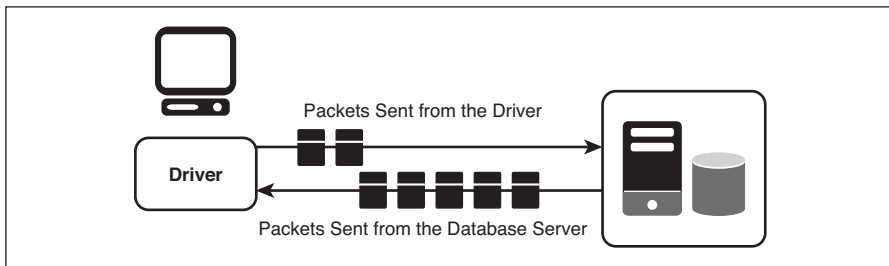 Packets Sent from the Driver
Driver
Packets Sent from the Database Server